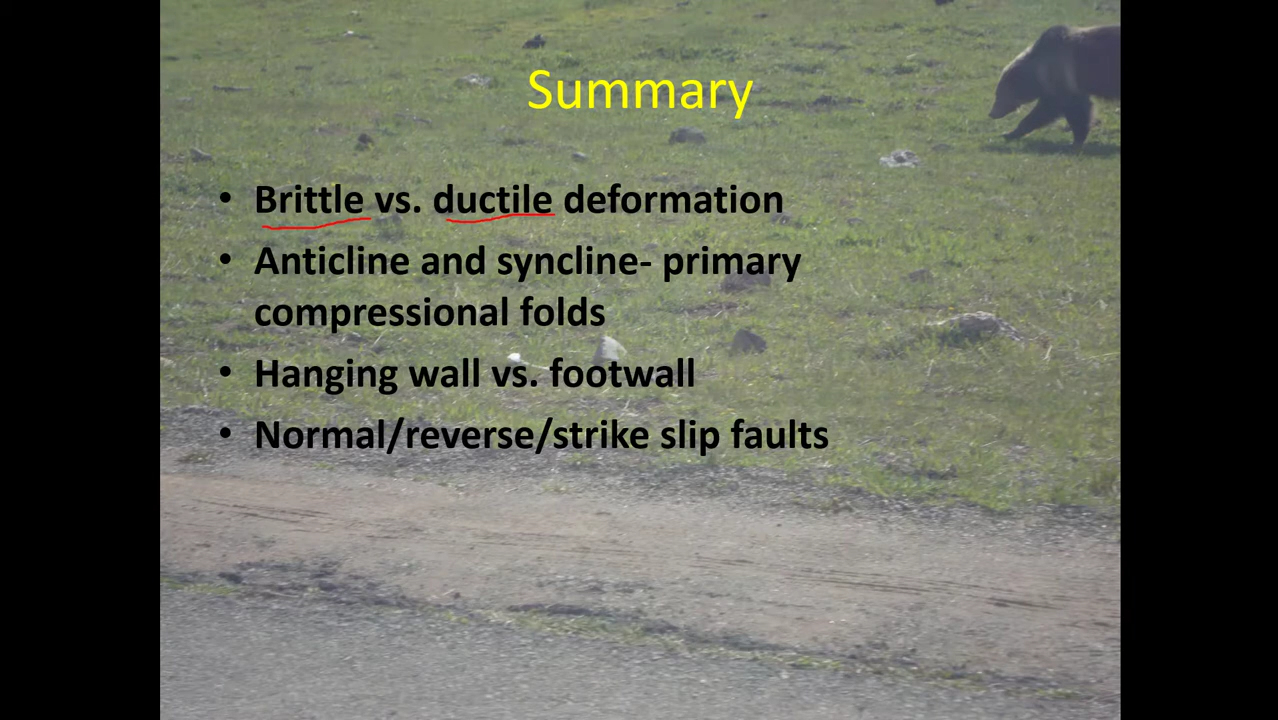 Summary
• Brittle vs. ductile deformation
• Anticline and syncline- primary
compressional folds
• Hanging wall vs. footwall
• Normal/reverse/strike slip faults